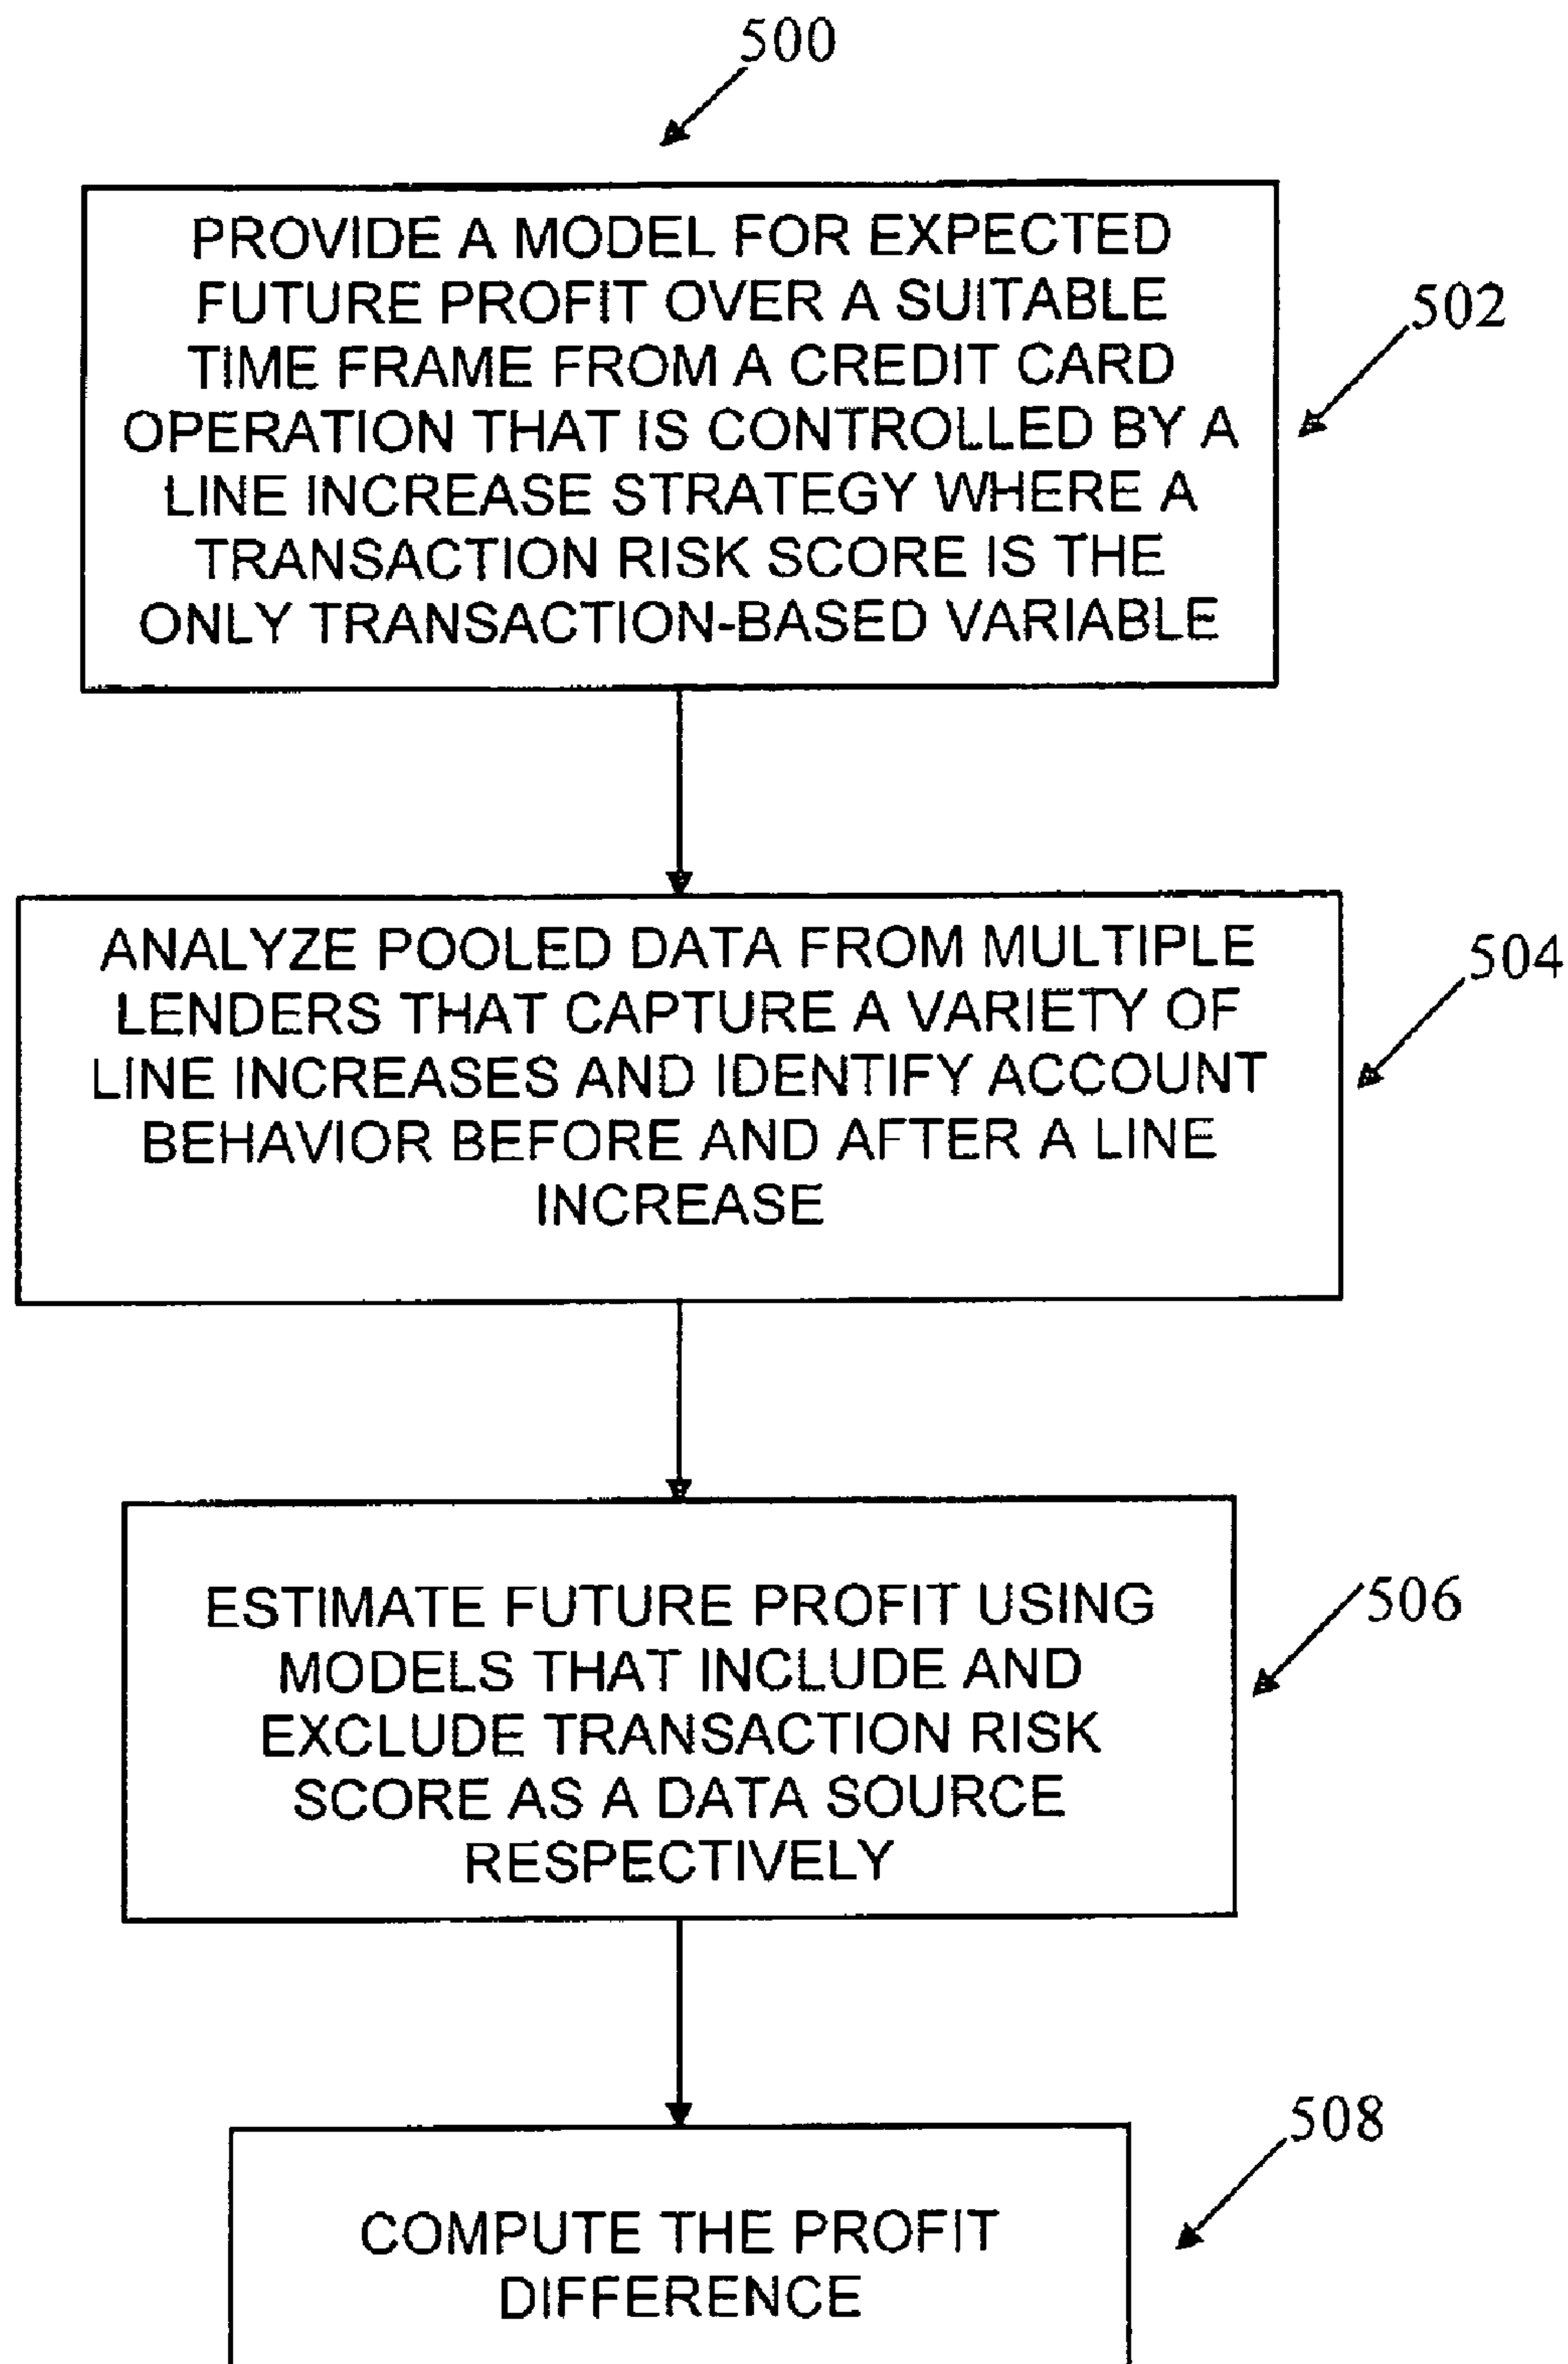 500
PROVIDE A MODEL FOR EXPECTED
FUTURE PROFIT OVER A SUITABLE
TIME FRAME FROM A CREDIT CARD
OPERATION THAT IS CONTROLLED BY A
LINE INCREASE STRATEGY WHERE A
TRANSACTION RISK SCORE IS THE
ONLY TRANSACTION-BASED VARIABLE
502
ANALYZE POOLED DATA FROM MULTIPLE
LENDERS THAT CAPTURE A VARIETY OF
LINE INCREASES AND IDENTIFY ACCOUNT
BEHAVIOR BEFORE AND AFTER A LINE
INCREASE
504
ESTIMATE FUTURE PROFIT USING
MODELS THAT INCLUDE AND
EXCLUDE TRANSACTION RISK
SCORE AS A DATA SOURCE
RESPECTIVELY
506
COMPUTE THE PROFIT
DIFFERENCE
508